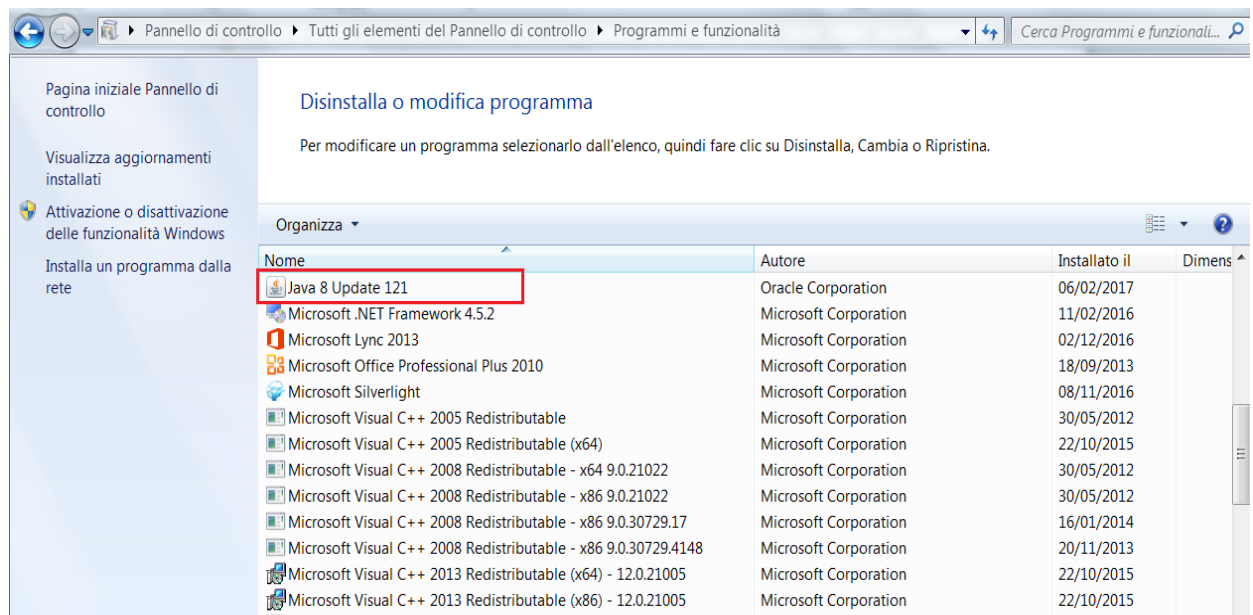 Pannello di controllo Tutti gli elementi del Pannello di controllo Programmi e funzionalità Cerca Programmi e funzionali...
Pagina iniziale Pannello di
controllo
Visualizza aggiornamenti
installati
Attivazione o disattivazione
delle funzionalità Windows
Installa un programma dalla
rete
Disinstalla o modifica programma
Per modificare un programma selezionarlo dall'elenco, quindi fare clic su Disinstalla, Cambia o Ripristina.
Organizza
Nome Autore Installato il Dimens
Java 8 Update 121 Oracle Corporation 06/02/2017
Microsoft .NET Framework 4.5.2 Microsoft Corporation 11/02/2016
Microsoft Lync 2013 Microsoft Corporation 02/12/2016
Microsoft Office Professional Plus 2010 Microsoft Corporation 18/09/2013
Microsoft Silverlight Microsoft Corporation 08/11/2016
Microsoft Visual C++ 2005 Redistributable Microsoft Corporation 30/05/2012
Microsoft Visual C++ 2005 Redistributable (x64) Microsoft Corporation 22/10/2015
Microsoft Visual C++ 2008 Redistributable - x64 9.0.21022 Microsoft Corporation 30/05/2012
Microsoft Visual C++ 2008 Redistributable - x86 9.0.21022 Microsoft Corporation 30/05/2012
Microsoft Visual C++ 2008 Redistributable - x86 9.0.30729.17 Microsoft Corporation 16/01/2014
Microsoft Visual C++ 2008 Redistributable - x86 9.0.30729.4148 Microsoft Corporation 20/11/2013
Microsoft Visual C++ 2013 Redistributable (x64) - 12.0.21005 Microsoft Corporation 22/10/2015
Microsoft Visual C++ 2013 Redistributable (x86) - 12.0.21005 Microsoft Corporation 22/10/2015